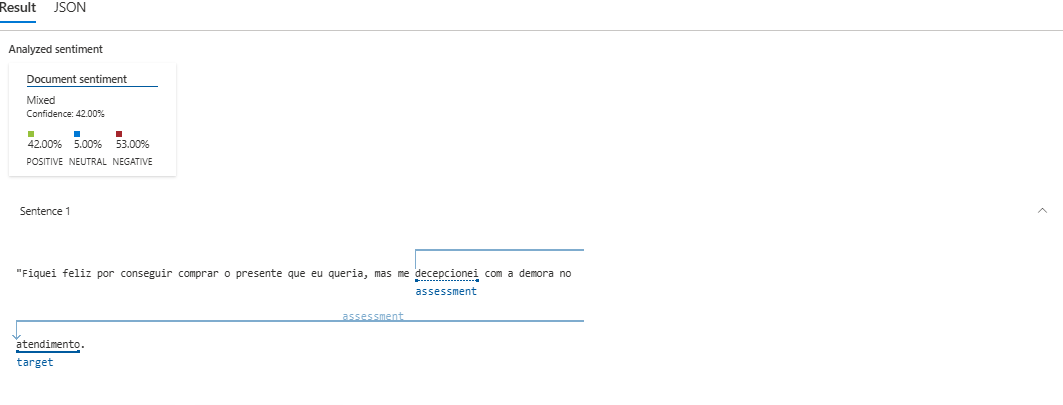 Result JSON
Analyzed sentiment
Document sentiment
Mixed
Confidence: 42.00%
42.00% 5.00% 53.00%
POSITIVE NEUTRAL NEGATIVE
Sentence 1
"Fiquei feliz por conseguir comprar o presente que eu queria, mas me decepcionei com a demora no
assessment
assessment
atendimento.
target